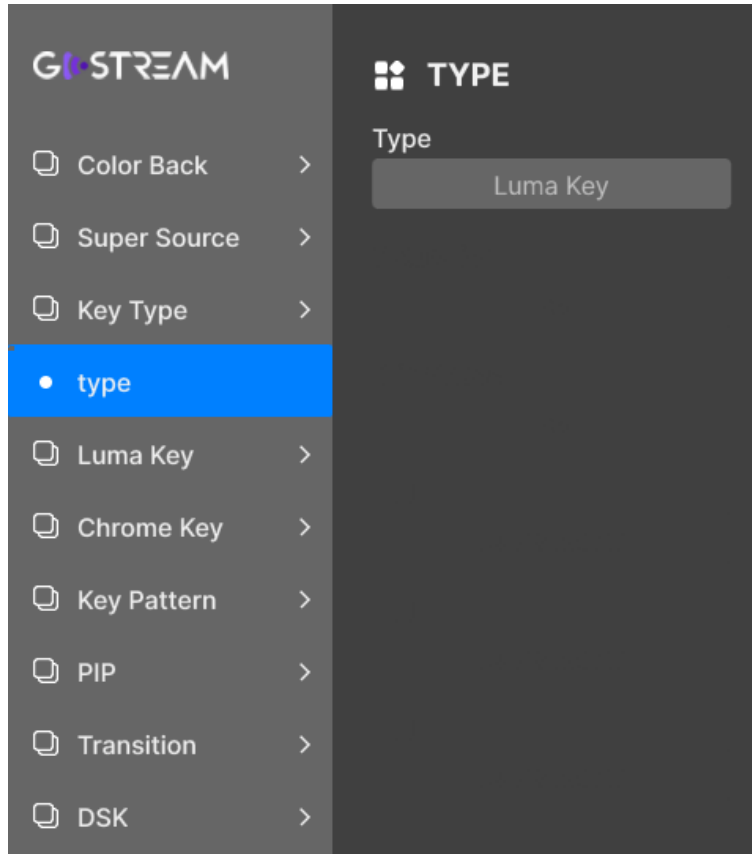 GOSTREAM
Color Back
Super Source
Key Type
type
Luma Key
Chrome Key
Key Pattern
PIP
Transition
DSK
TYPE
Type
Luma Key